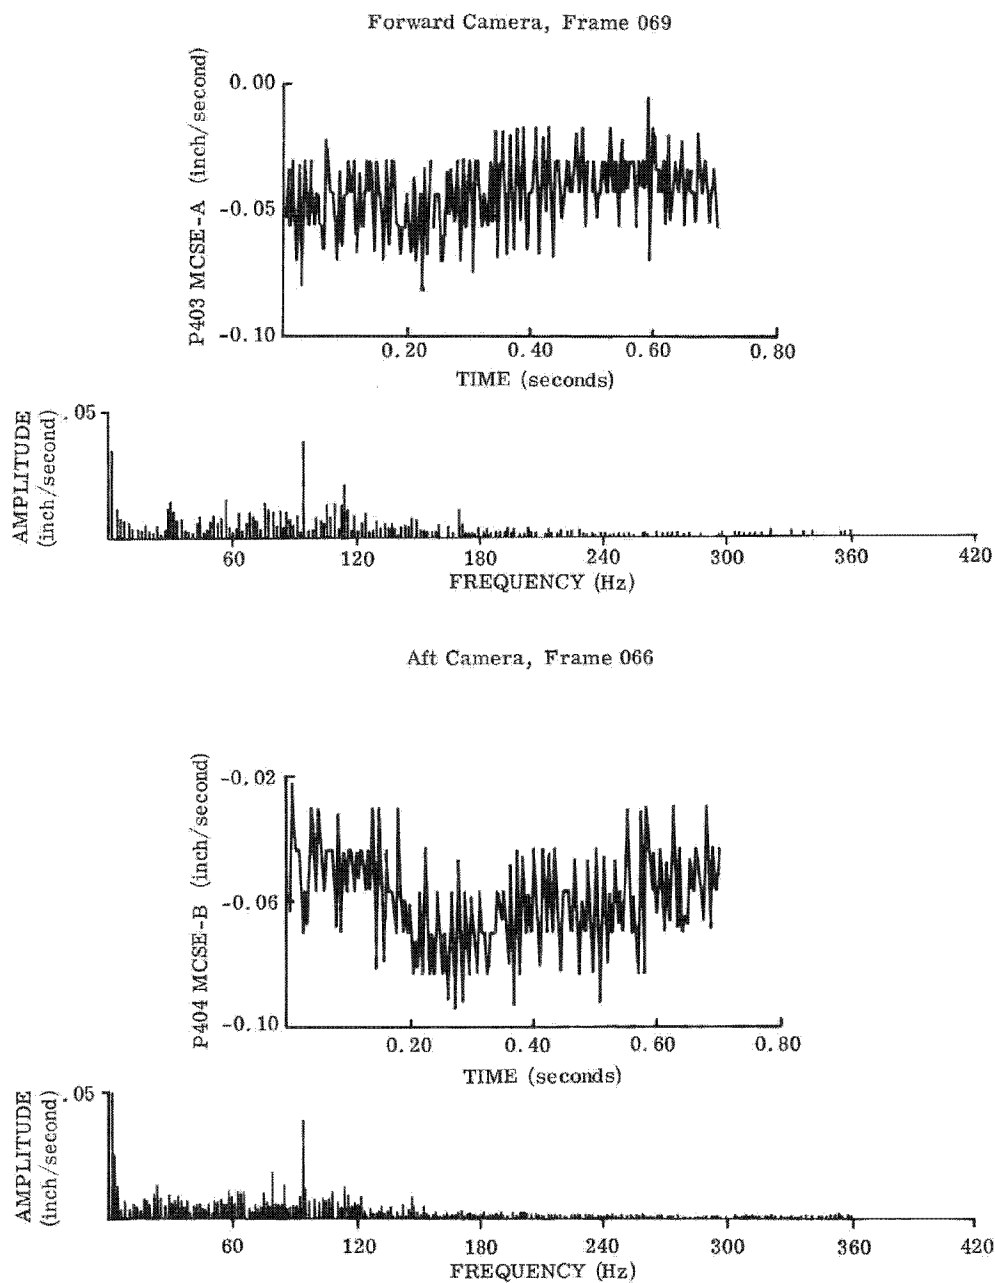 Forward Camera, Frame 069
P403 MCSE-A (inch/second)
0.00
-0.05
-0.10
0.20 0.40 0.60 0.80
TIME (seconds)
AMPLITUDE
(inch/second)
.05
60 120 180 240 300 360 420
FREQUENCY (Hz)
Aft Camera, Frame 066
P404 MCSE-B (inch/second)
-0.02
-0.06
-0.10
0.20 0.40 0.60 0.80
TIME (seconds)
AMPLITUDE
(inch/second)
.05
60 120 180 240 300 360 420
FREQUENCY (Hz)